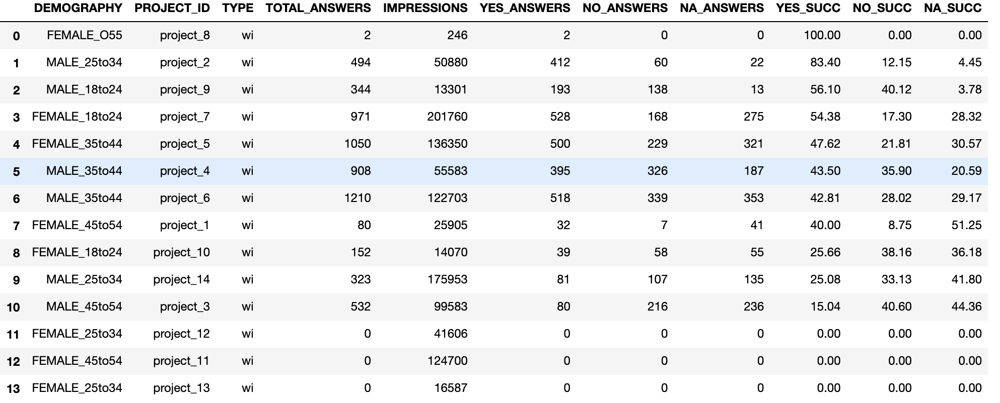 DEMOGRAPHY PROJECT_ID TYPE TOTAL_ANSWERS IMPRESSIONS YES_ANSWERS NO_ANSWERS NA_ANSWERS YES_SUCC NO_SUCC NA_SUCC
0 FEMALE_O55 project_8 wi 2 246 2 0 0 100.00 0.00 0.00
1 MALE_25to34 project_2 wi 494 50880 412 60 22 83.40 12.15 4.45
2 MALE_18to24 project_9 wi 344 13301 193 138 13 56.10 40.12 3.78
3 FEMALE_18to24 project_7 wi 971 201760 528 168 275 54.38 17.30 28.32
4 FEMALE_35to44 project_5 wi 1050 136350 500 229 321 47.62 21.81 30.57
5 MALE_35to44 project_4 wi 908 55583 395 326 187 43.50 35.90 20.59
6 MALE_35to44 project_6 wi 1210 122703 518 339 353 42.81 28.02 29.17
7 FEMALE_45to54 project_1 wi 80 25905 32 7 41 40.00 8.75 51.25
8 FEMALE_18to24 project_10 wi 152 14070 39 58 55 25.66 38.16 36.18
9 MALE_25to34 project_14 wi 323 175953 81 107 135 25.08 33.13 41.80
10 MALE_45to54 project_3 wi 532 99583 80 216 236 15.04 40.60 44.36
11 FEMALE_25to34 project_12 wi 0 41606 0 0 0 0.00 0.00 0.00
12 FEMALE_45to54 project_11 wi 0 124700 0 0 0 0.00 0.00 0.00
13 FEMALE_25to34 project_13 wi 0 16587 0 0 0 0.00 0.00 0.00